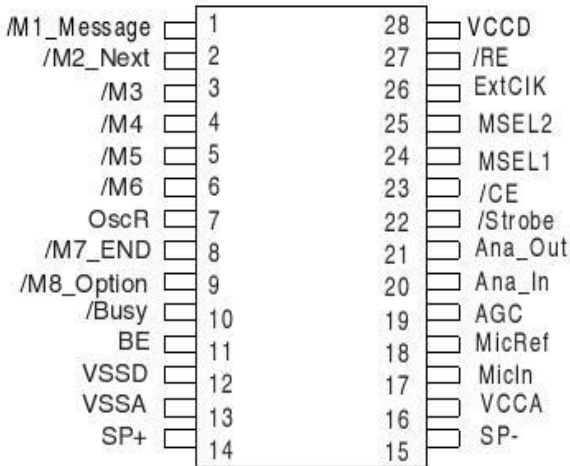 /M1_Message 1 28 VCCD
/M2_Next 2 27 /RE
/M3 3 26 ExtClK
/M4 4 25 MSEL2
/M5 5 24 MSEL1
/M6 6 23 /CE
OscR 7 22 /Strobe
/M7_END 8 21 Ana_Out
/M8_Option 9 20 Ana_In
/Busy 10 19 AGC
BE 11 18 MicRef
VSSD 12 17 MicIn
VSSA 13 16 VCCA
SP+ 14 15 SP-